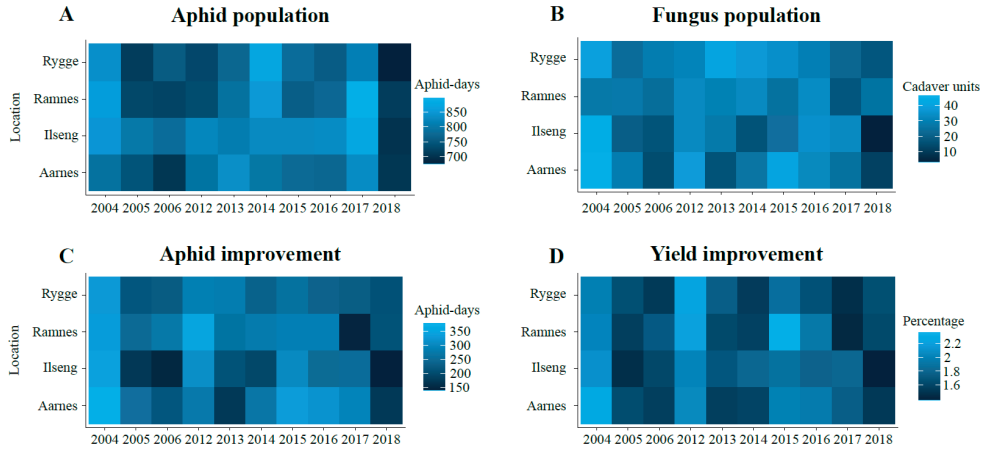 A
Aphid population
Location
Rygge
Ramnes
Ilseng
Aarnes
2004 2005 2006 2012 2013 2014 2015 2016 2017 2018
Aphid-days
850
800
750
700
B
Fungus population
Rygge
Ramnes
Ilseng
Aarnes
2004 2005 2006 2012 2013 2014 2015 2016 2017 2018
Cadaver units
40
30
20
10
C
Aphid improvement
Location
Rygge
Ramnes
Ilseng
Aarnes
2004 2005 2006 2012 2013 2014 2015 2016 2017 2018
Aphid-days
350
300
250
200
150
D
Yield improvement
Rygge
Ramnes
Ilseng
Aarnes
2004 2005 2006 2012 2013 2014 2015 2016 2017 2018
Percentage
2.2
2.0
1.8
1.6